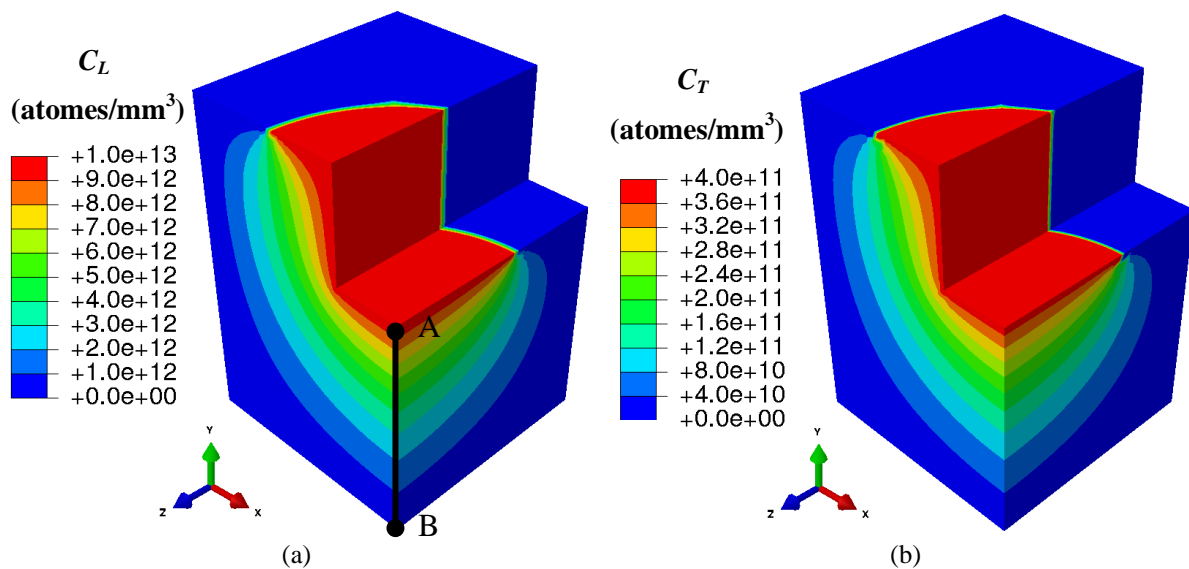 C_L
(atomes/mm³)
+1.0e+13
+9.0e+12
+8.0e+12
+7.0e+12
+6.0e+12
+5.0e+12
+4.0e+12
+3.0e+12
+2.0e+12
+1.0e+12
+0.0e+00
A
B
Y
Z
X
(a)
C_T
(atomes/mm³)
+4.0e+11
+3.6e+11
+3.2e+11
+2.8e+11
+2.4e+11
+2.0e+11
+1.6e+11
+1.2e+11
+8.0e+10
+4.0e+10
+0.0e+00
Y
Z
X
(b)